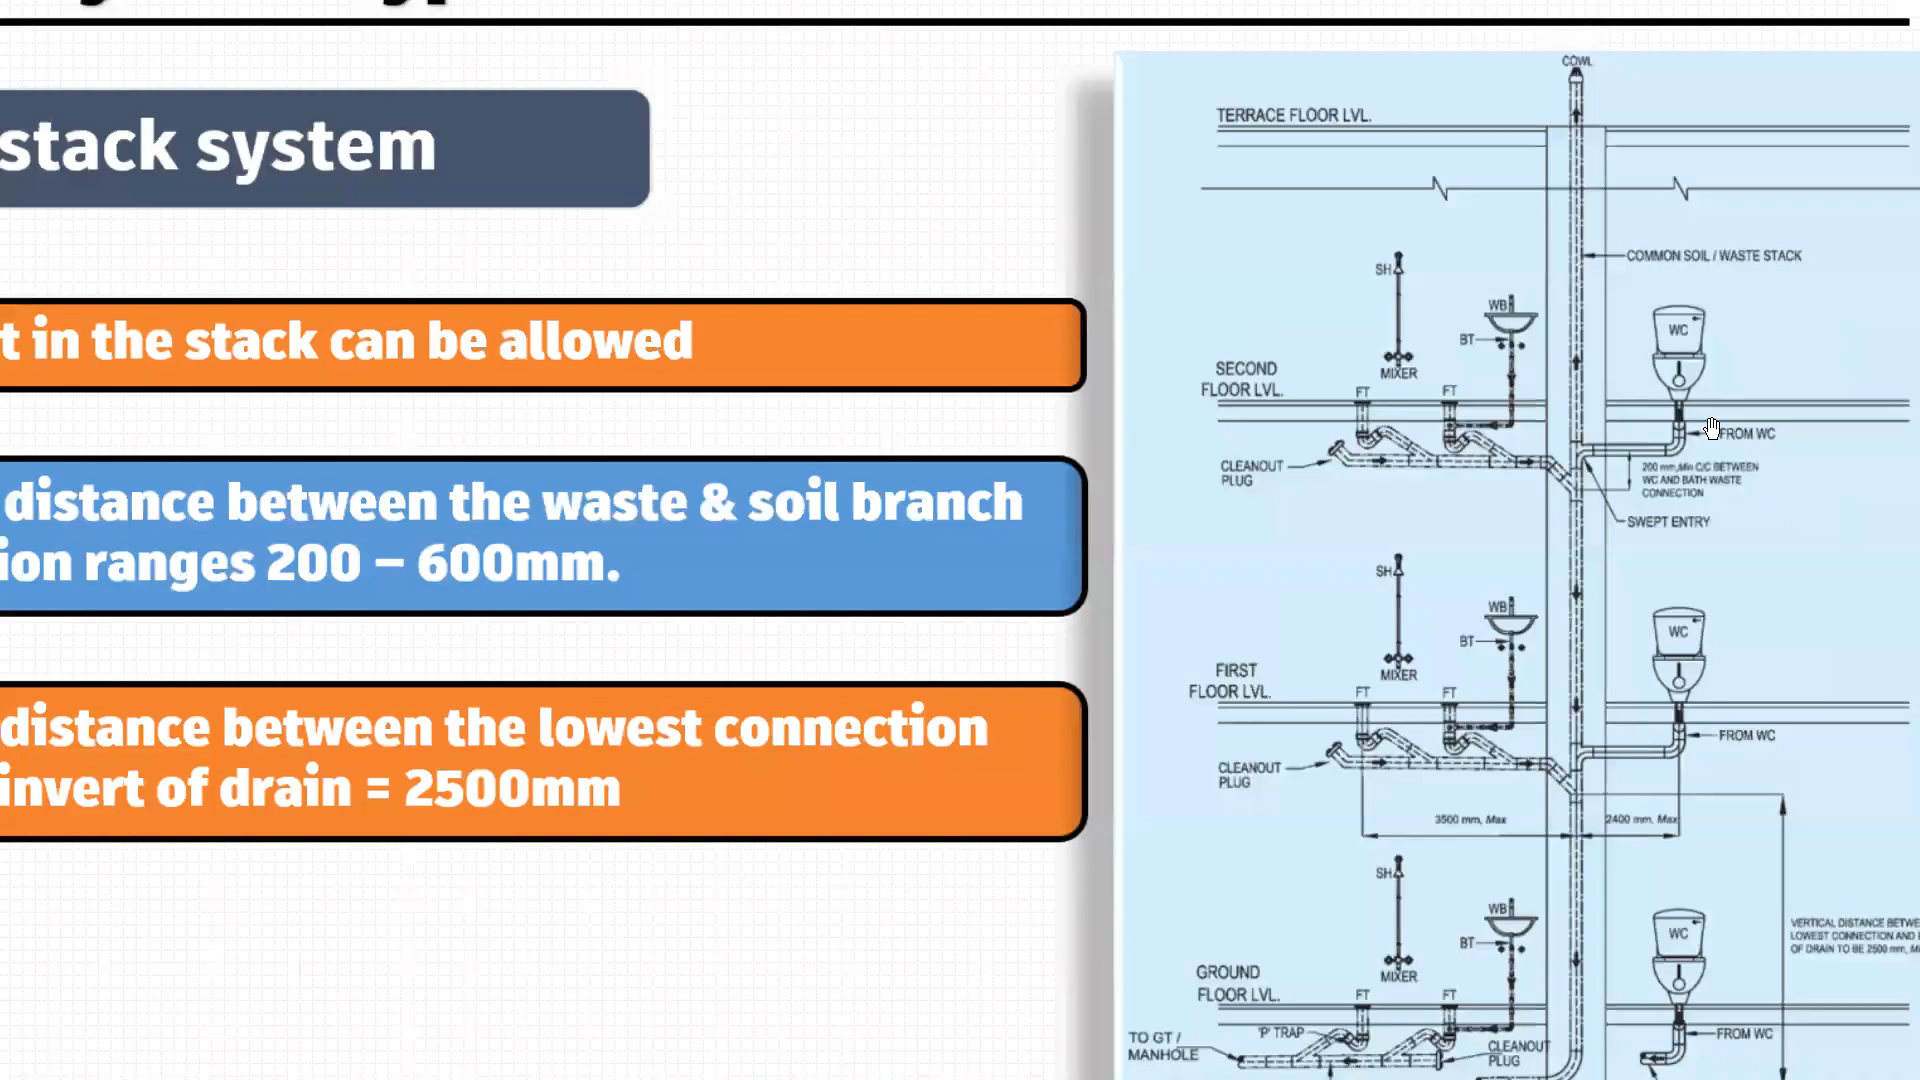 stack system
t in the stack can be allowed
distance between the waste & soil branch
ion ranges 200 – 600mm.
distance between the lowest connection
invert of drain = 2500mm
COWL
TERRACE FLOOR LVL.
COMMON SOIL / WASTE STACK
SH
WB
BT
WC
MIXER
SECOND
FLOOR LVL.
FT
FT
FROM WC
CLEANOUT
PLUG
200 mm,Min C/C BETWEEN
WC AND BATH WASTE
CONNECTION
SWEPT ENTRY
SH
WB
BT
WC
MIXER
FIRST
FLOOR LVL.
FT
FT
FROM WC
CLEANOUT
PLUG
3500 mm, Max
2400 mm, Max
SH
WB
BT
WC
MIXER
VERTICAL DISTANCE BETWE
LOWEST CONNECTION AND
OF DRAIN TO BE 2500 mm, M
GROUND
FLOOR LVL.
FT
FT
'P' TRAP
FROM WC
TO GT /
MANHOLE
CLEANOUT
PLUG